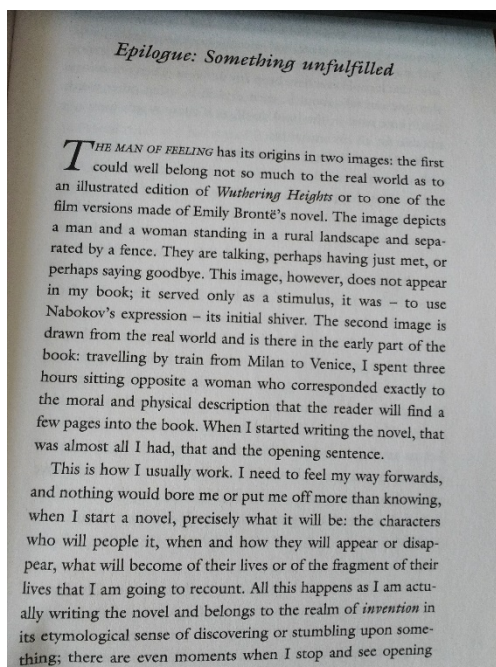 Epilogue: Something unfulfilled
THE MAN OF FEELING has its origins in two images: the first
could well belong not so much to the real world as to
an illustrated edition of Wuthering Heights or to one of the
film versions made of Emily Brontë's novel. The image depicts
a man and a woman standing in a rural landscape and sepa-
rated by a fence. They are talking, perhaps having just met, or
perhaps saying goodbye. This image, however, does not appear
in my book; it served only as a stimulus, it was – to use
Nabokov's expression – its initial shiver. The second image is
drawn from the real world and is there in the early part of the
book: travelling by train from Milan to Venice, I spent three
hours sitting opposite a woman who corresponded exactly to
the moral and physical description that the reader will find a
few pages into the book. When I started writing the novel, that
was almost all I had, that and the opening sentence.
This is how I usually work. I need to feel my way forwards,
and nothing would bore me or put me off more than knowing,
when I start a novel, precisely what it will be: the characters
who will people it, when and how they will appear or disap-
pear, what will become of their lives or of the fragment of their
lives that I am going to recount. All this happens as I am actu-
ally writing the novel and belongs to the realm of invention in
its etymological sense of discovering or stumbling upon some-
thing; there are even moments when I stop and see opening